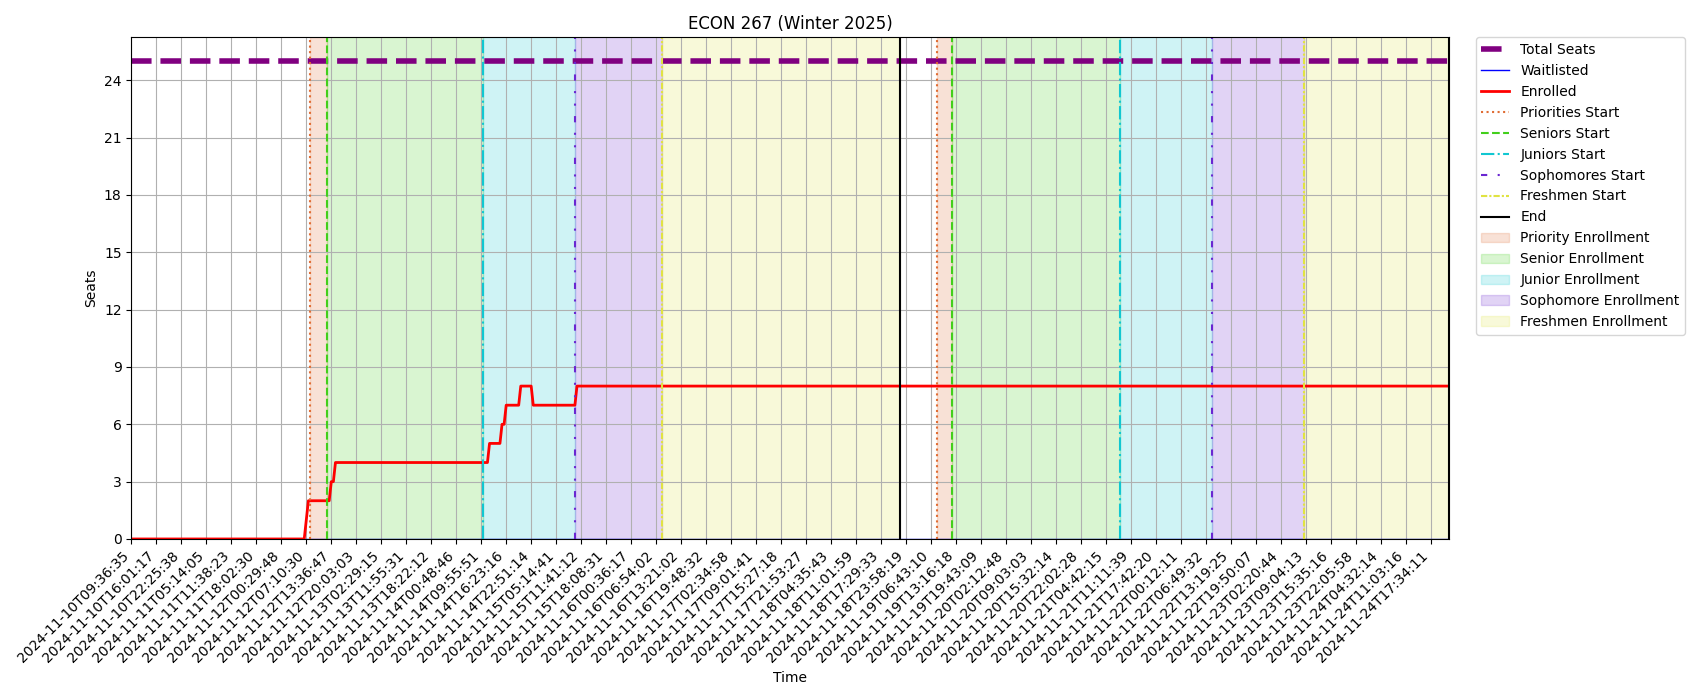 ECON 267 (Winter 2025)
Seats
24
21
18
15
12
9
6
3
0
2024-11-10T09:36:35
2024-11-10T16:01:17
2024-11-10T22:25:38
2024-11-11T05:14:05
2024-11-11T11:38:23
2024-11-11T18:02:30
2024-11-12T00:29:48
2024-11-12T07:10:30
2024-11-12T13:36:47
2024-11-12T20:03:03
2024-11-13T02:29:15
2024-11-13T11:55:31
2024-11-13T18:22:12
2024-11-14T00:48:46
2024-11-14T09:55:51
2024-11-14T16:23:16
2024-11-14T22:51:14
2024-11-15T05:14:41
2024-11-15T11:41:12
2024-11-15T18:08:31
2024-11-16T00:36:17
2024-11-16T06:54:02
2024-11-16T13:21:02
2024-11-16T19:48:32
2024-11-17T02:34:58
2024-11-17T09:01:41
2024-11-17T15:27:18
2024-11-17T21:53:27
2024-11-18T04:35:43
2024-11-18T11:01:59
2024-11-18T17:29:33
2024-11-18T23:58:19
2024-11-19T06:43:10
2024-11-19T13:16:18
2024-11-19T19:43:09
2024-11-20T02:12:48
2024-11-20T09:03:03
2024-11-20T15:32:14
2024-11-20T22:02:28
2024-11-21T04:42:15
2024-11-21T11:11:39
2024-11-21T17:42:20
2024-11-22T00:12:11
2024-11-22T06:49:32
2024-11-22T13:19:25
2024-11-22T19:50:07
2024-11-23T02:20:44
2024-11-23T09:04:13
2024-11-23T15:35:16
2024-11-23T22:05:58
2024-11-24T04:32:14
2024-11-24T11:03:16
2024-11-24T17:34:11
Time
Total Seats
Waitlisted
Enrolled
Priorities Start
Seniors Start
Juniors Start
Sophomores Start
Freshmen Start
End
Priority Enrollment
Senior Enrollment
Junior Enrollment
Sophomore Enrollment
Freshmen Enrollment